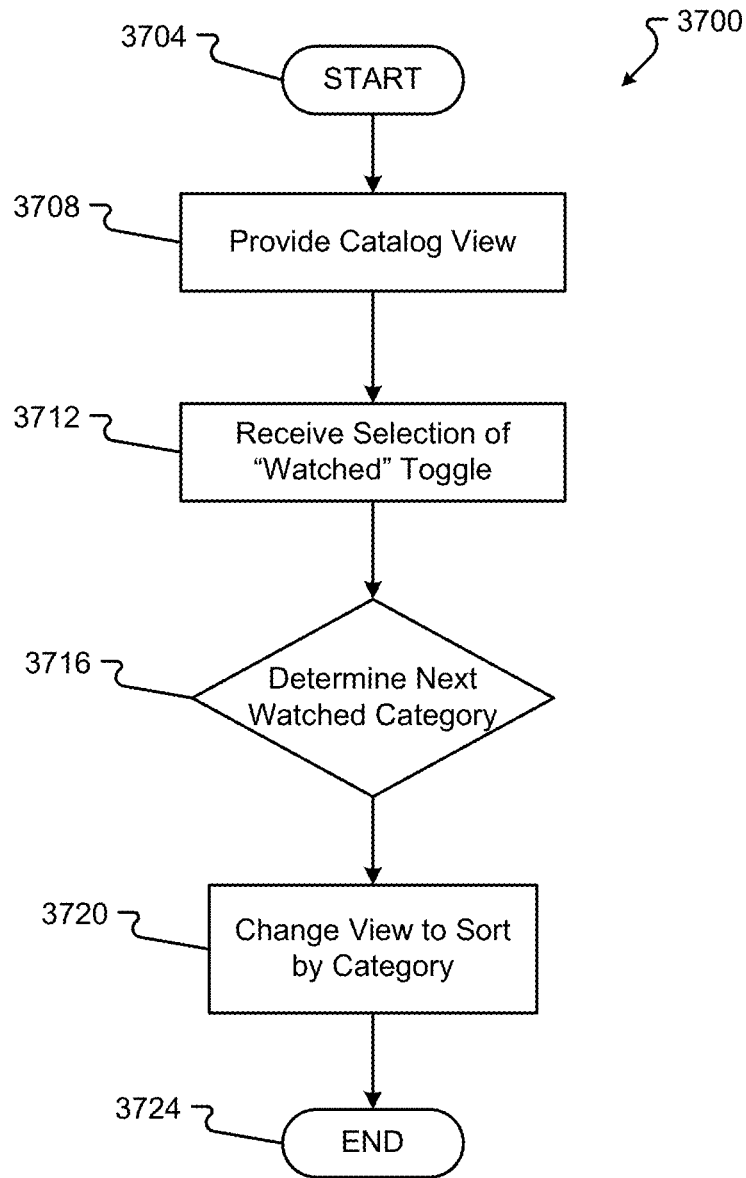 3700
3704
START
3708
Provide Catalog View
3712
Receive Selection of
“Watched” Toggle
3716
Determine Next
Watched Category
3720
Change View to Sort
by Category
3724
END